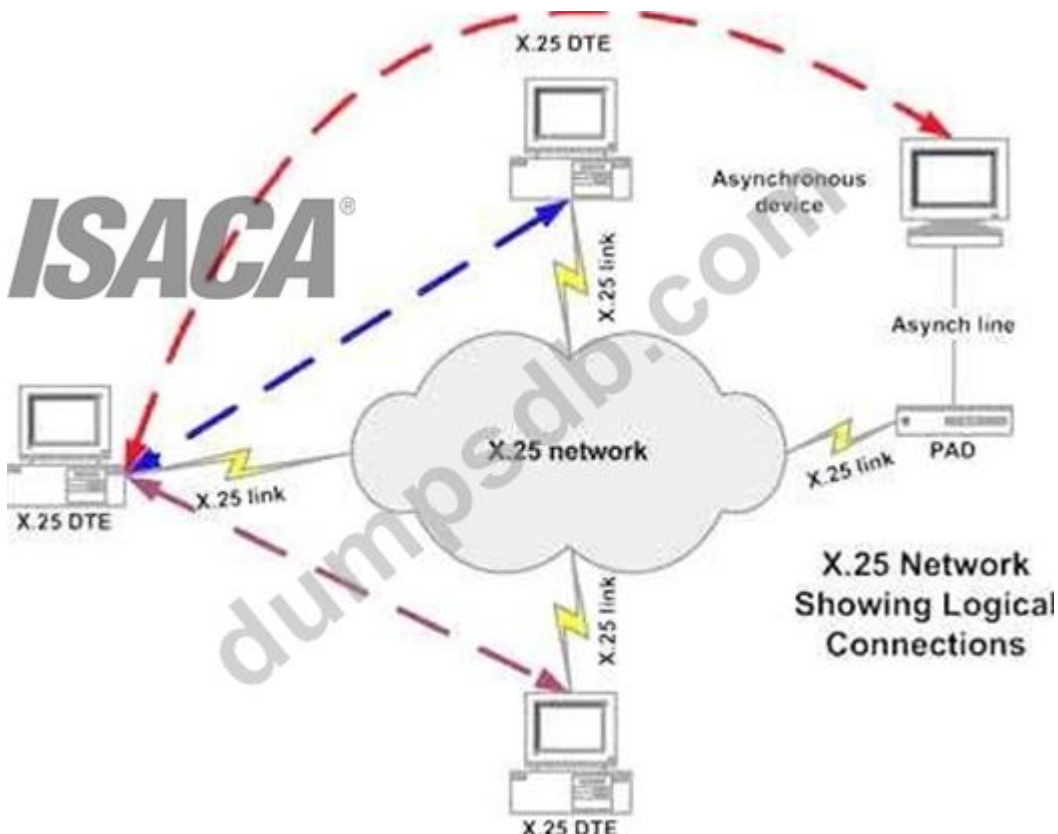 X.25 DTE
Asynchronous
device
ISACA®
X.25 link
Asynch line
X.25 network
PAD
X.25 link
X.25 link
X.25 DTE
X.25 link
X.25 Network
Showing Logical
Connections
X.25 DTE
dumpsdb.com